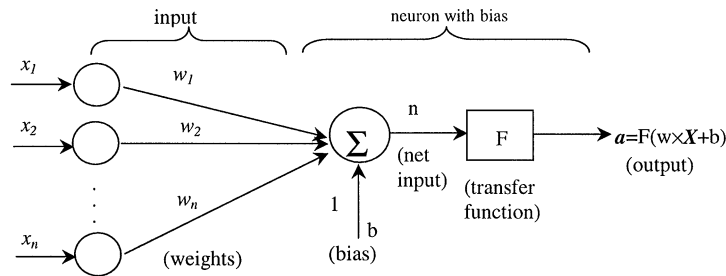 input
neuron with bias
x1
w1
x2
w2
n
Σ
F
a=F(w×X+b)
(net
input)
(output)
(transfer
function)
wn
1
xn
(weights)
b
(bias)